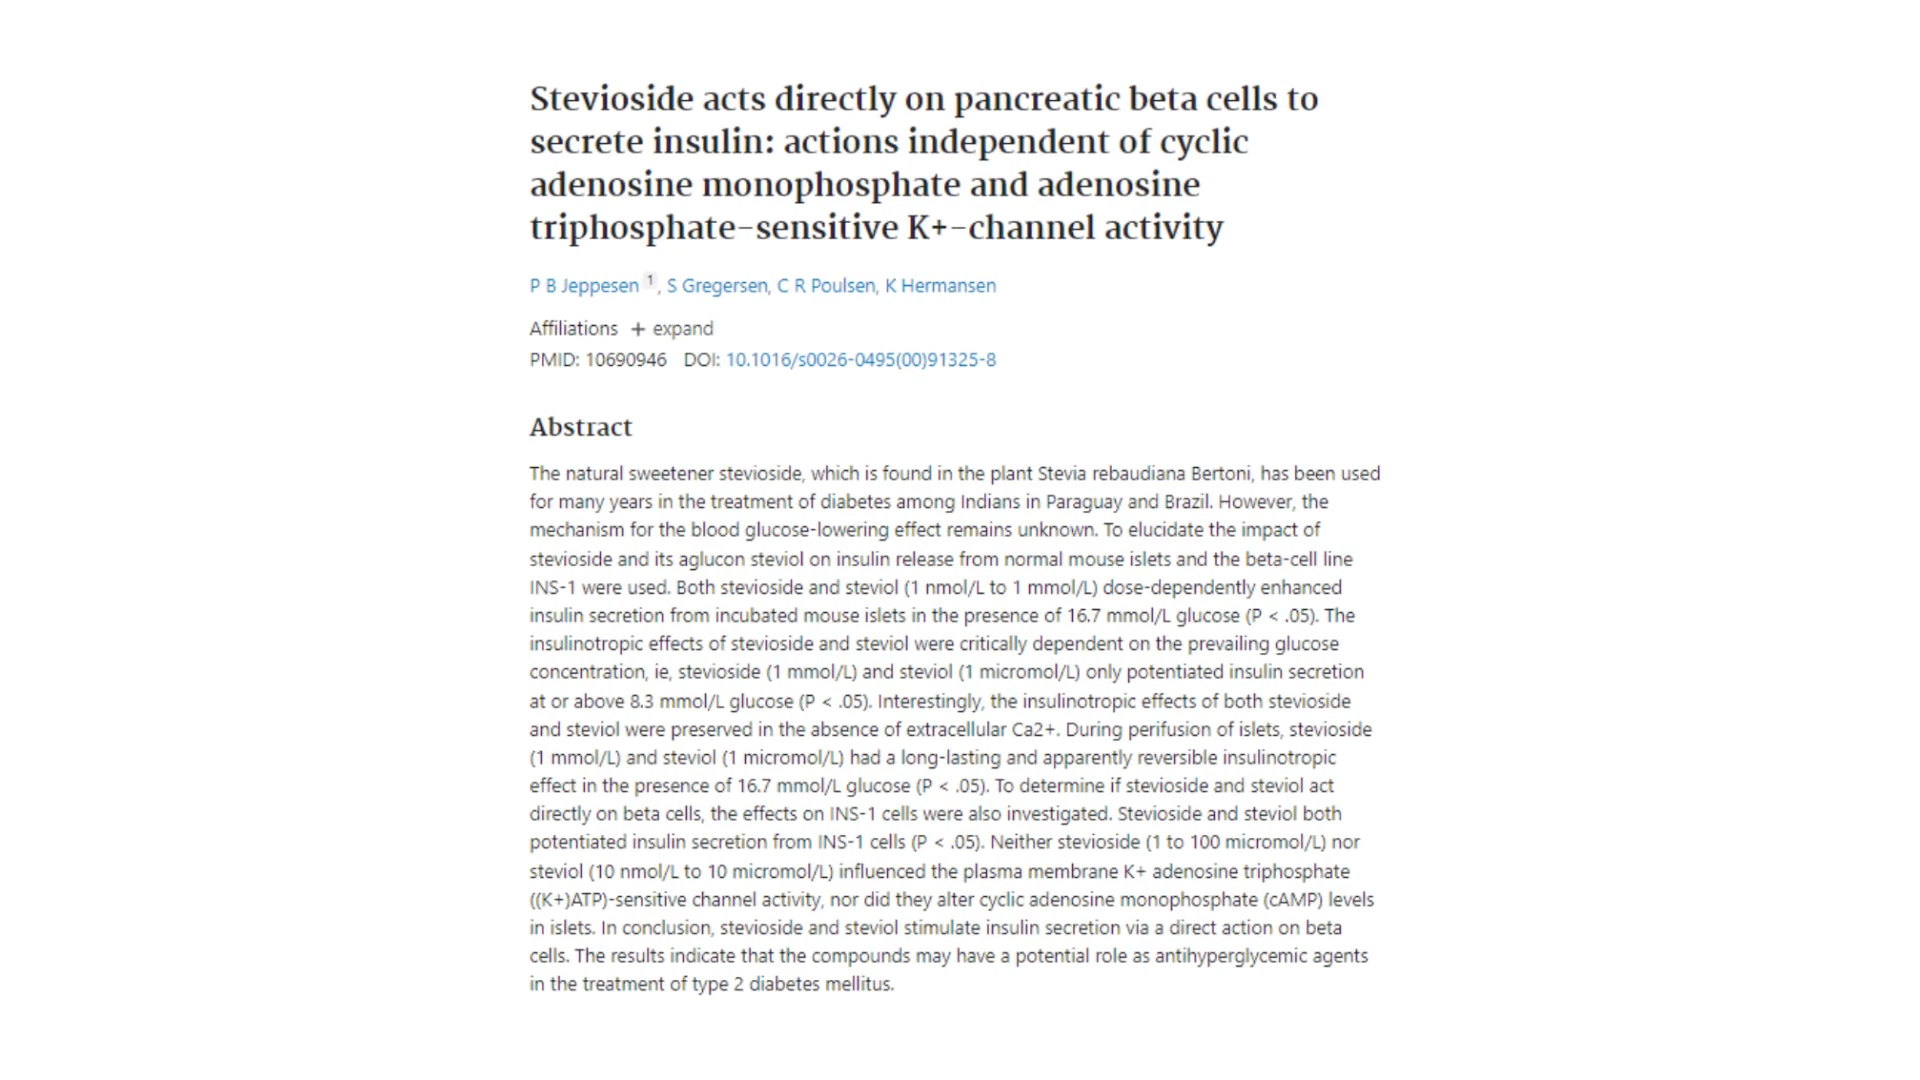 Stevioside acts directly on pancreatic beta cells to
secrete insulin: actions independent of cyclic
adenosine monophosphate and adenosine
triphosphate-sensitive K+-channel activity
P B Jeppesen 1, S Gregersen, C R Poulsen, K Hermansen
Affiliations + expand
PMID: 10690946 DOI: 10.1016/s0026-0495(00)91325-8
Abstract
The natural sweetener stevioside, which is found in the plant Stevia rebaudiana Bertoni, has been used
for many years in the treatment of diabetes among Indians in Paraguay and Brazil. However, the
mechanism for the blood glucose-lowering effect remains unknown. To elucidate the impact of
stevioside and its aglucon steviol on insulin release from normal mouse islets and the beta-cell line
INS-1 were used. Both stevioside and steviol (1 nmol/L to 1 mmol/L) dose-dependently enhanced
insulin secretion from incubated mouse islets in the presence of 16.7 mmol/L glucose (P < .05). The
insulinotropic effects of stevioside and steviol were critically dependent on the prevailing glucose
concentration, ie, stevioside (1 mmol/L) and steviol (1 micromol/L) only potentiated insulin secretion
at or above 8.3 mmol/L glucose (P < .05). Interestingly, the insulinotropic effects of both stevioside
and steviol were preserved in the absence of extracellular Ca2+. During perifusion of islets, stevioside
(1 mmol/L) and steviol (1 micromol/L) had a long-lasting and apparently reversible insulinotropic
effect in the presence of 16.7 mmol/L glucose (P < .05). To determine if stevioside and steviol act
directly on beta cells, the effects on INS-1 cells were also investigated. Stevioside and steviol both
potentiated insulin secretion from INS-1 cells (P < .05). Neither stevioside (1 to 100 micromol/L) nor
steviol (10 nmol/L to 10 micromol/L) influenced the plasma membrane K+ adenosine triphosphate
((K+)ATP)-sensitive channel activity, nor did they alter cyclic adenosine monophosphate (cAMP) levels
in islets. In conclusion, stevioside and steviol stimulate insulin secretion via a direct action on beta
cells. The results indicate that the compounds may have a potential role as antihyperglycemic agents
in the treatment of type 2 diabetes mellitus.